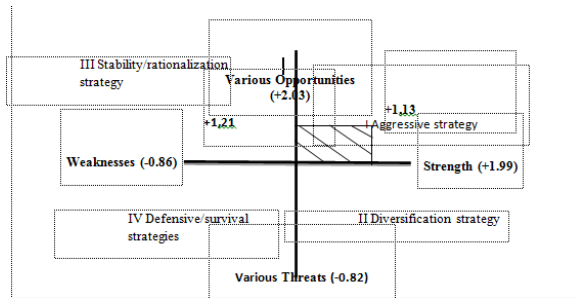 III Stability/rationalization
strategy
Various Opportunities
(+2.03)
+1,13
+1,21
I Aggressive strategy
Weaknesses (-0.86)
Strength (+1.99)
IV Defensive/survival
strategies
II Diversification strategy
Various Threats (-0.82)